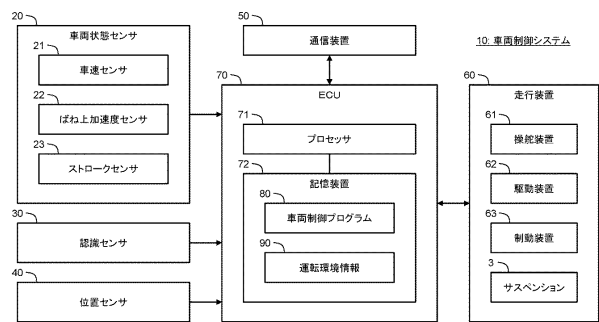 20
車両状態センサ
21
車速センサ
22
ばね上加速度センサ
23
ストロークセンサ
30
認識センサ
40
位置センサ
50
通信装置
70
ECU
71
プロセッサ
72
記憶装置
80
車両制御プログラム
90
運転環境情報
10: 車両制御システム
60
走行装置
61
操舵装置
62
駆動装置
63
制動装置
3
サスペンション